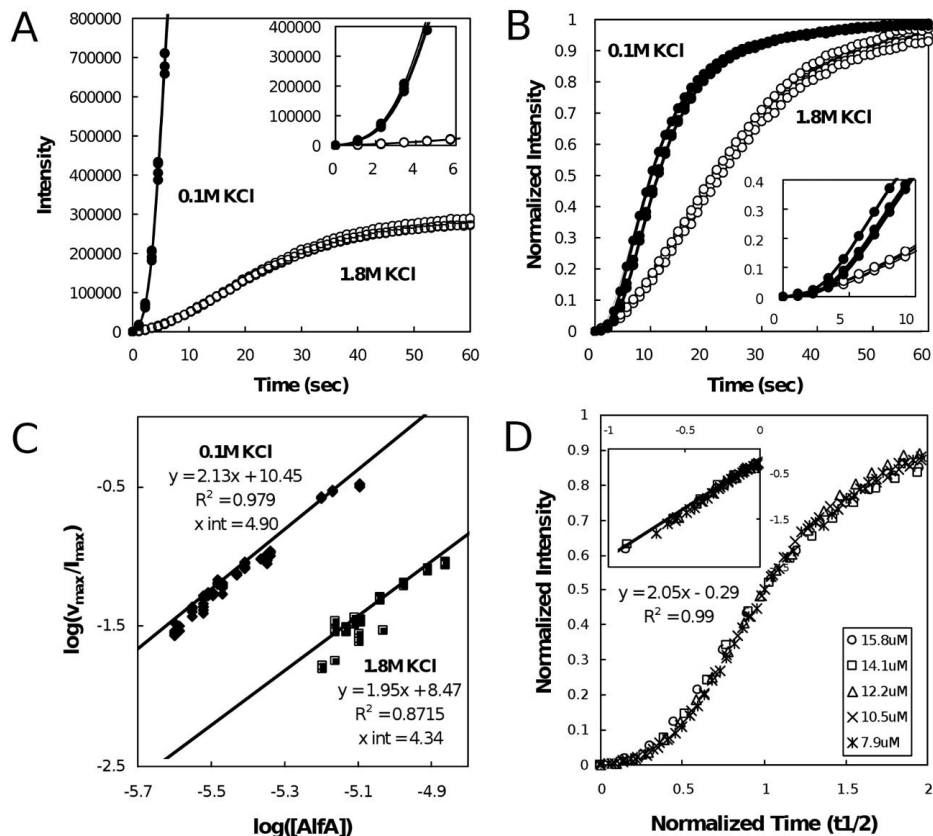 A
800000
700000
600000
500000
400000
300000
200000
100000
0
Intensity
0 10 20 30 40 50 60
Time (sec)
0.1M KCl
1.8M KCl
400000
300000
200000
100000
0
0 2 4 6
B
1
0.9
0.8
0.7
0.6
0.5
0.4
0.3
0.2
0.1
0
Normalized Intensity
0 10 20 30 40 50 60
Time (sec)
0.1M KCl
1.8M KCl
0.4
0.3
0.2
0.1
0
0 5 10
C
-0.5
-1.5
-2.5
log(vmax/Imax)
-5.7 -5.5 -5.3 -5.1 -4.9
log([AlfA])
0.1M KCl
y = 2.13x + 10.45
R2 = 0.979
x int = 4.90
1.8M KCl
y = 1.95x + 8.47
R2 = 0.8715
x int = 4.34
D
1
0.9
0.8
0.7
0.6
0.5
0.4
0.3
0.2
0.1
0
Normalized Intensity
0 0.5 1 1.5 2
Normalized Time (t1/2)
-1 -0.5 0
-0.5
-1.5
y = 2.05x - 0.29
R2 = 0.99
15.8uM
14.1uM
12.2uM
10.5uM
7.9uM